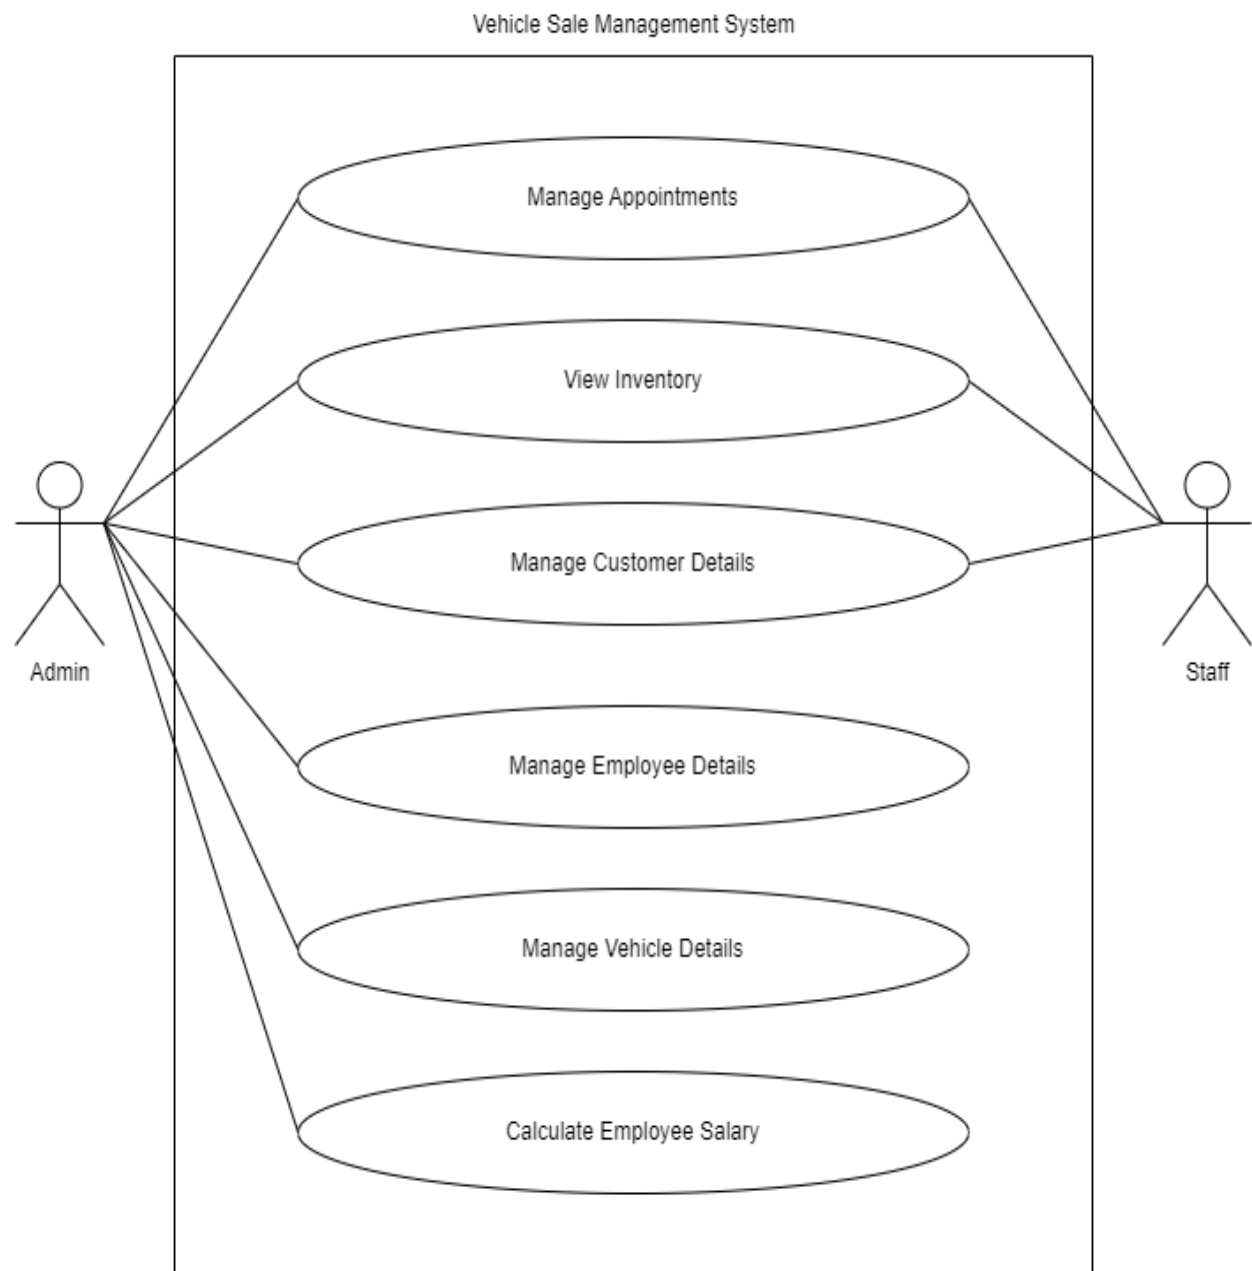 Vehicle Sale Management System
Manage Appointments
View Inventory
Manage Customer Details
Admin
Staff
Manage Employee Details
Manage Vehicle Details
Calculate Employee Salary